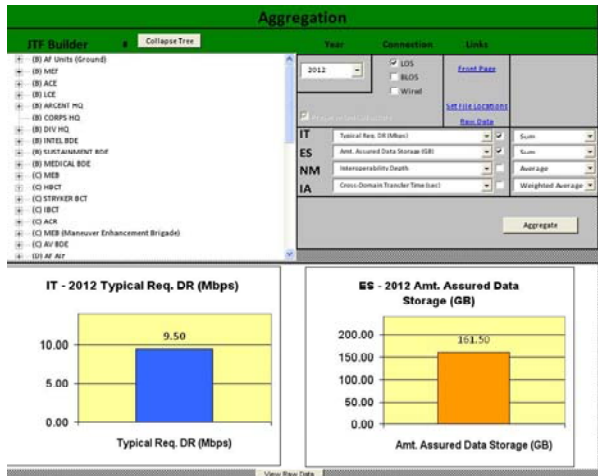 Aggregation
JTF Builder # Collapse Tree Year Connection Links
(B) AF Units (Ground)
(B) MEF
(B) ACE
(B) LCE
(B) ARCENT HQ
(B) CORPS HQ
(B) DIV HQ
(B) INTEL BDE
(B) SUSTAINMENT BDE
(B) MEDICAL BDE
(C) MEB
(C) HBCT
(C) STRYKER BCT
(C) IBCT
(C) ACR
(C) MEB (Maneuver Enhancement Brigade)
(C) AV BDE
(D) AF Air
2012
LOS
BLOS
Wired
Front Page
Set File Locations
Raw Data
IT Typical Req. DR (Mbps) Sum
ES Amt. Assured Data Storage (GB) Sum
NM Interoperability Depth Average
IA Cross-Domain Transfer Time (sec) Weighted Average
Aggregate
IT - 2012 Typical Req. DR (Mbps)
9.50
10.00
5.00
0.00
Typical Req. DR (Mbps)
ES - 2012 Amt. Assured Data
Storage (GB)
161.50
200.00
150.00
100.00
50.00
0.00
Amt. Assured Data Storage (GB)
View Raw Data